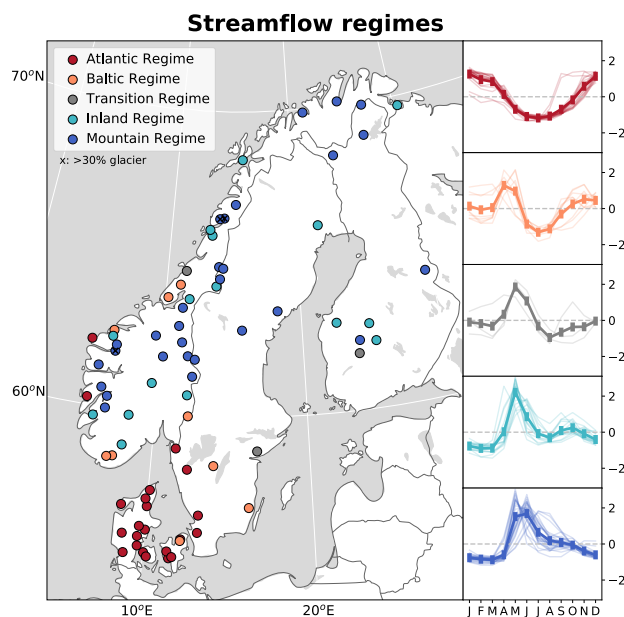 Streamflow regimes
Atlantic Regime
Baltic Regime
Transition Regime
Inland Regime
Mountain Regime
x: >30% glacier
70°N
60°N
10°E
20°E
2
0
−2
2
0
−2
2
0
−2
2
0
−2
2
0
−2
J F M A M J J A S O N D